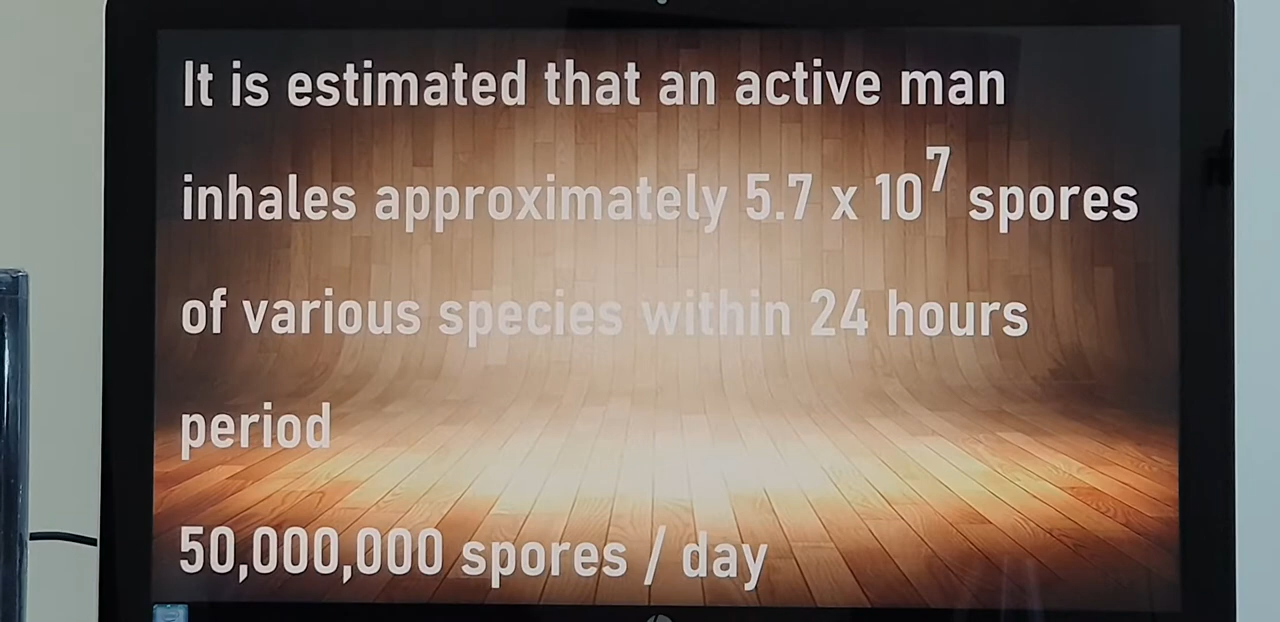 It is estimated that an active man
inhales approximately 5.7 x 10⁷ spores
of various species within 24 hours
period
50,000,000 spores / day